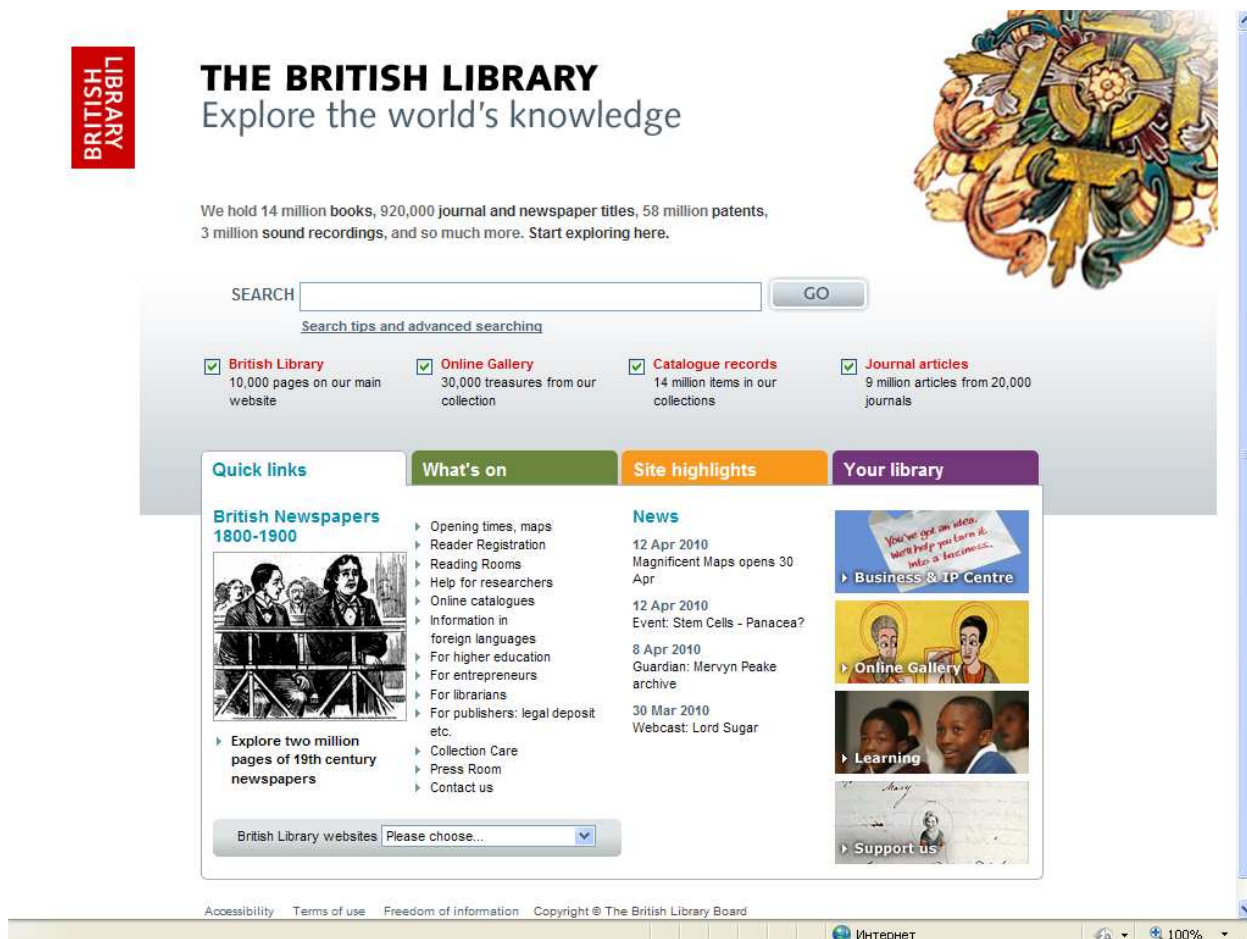 LIBRARY
BRITISH
THE BRITISH LIBRARY
Explore the world's knowledge
We hold 14 million books, 920,000 journal and newspaper titles, 58 million patents,
3 million sound recordings, and so much more. Start exploring here.
SEARCH
GO
Search tips and advanced searching
British Library
10,000 pages on our main
website
Online Gallery
30,000 treasures from our
collection
Catalogue records
14 million items in our
collections
Journal articles
9 million articles from 20,000
journals
Quick links
What's on
Site highlights
Your library
British Newspapers
1800-1900
Explore two million
pages of 19th century
newspapers
Opening times, maps
Reader Registration
Reading Rooms
Help for researchers
Online catalogues
Information in
foreign languages
For higher education
For entrepreneurs
For librarians
For publishers: legal deposit
etc.
Collection Care
Press Room
Contact us
News
12 Apr 2010
Magnificent Maps opens 30
Apr
12 Apr 2010
Event: Stem Cells - Panacea?
8 Apr 2010
Guardian: Mervyn Peake
archive
30 Mar 2010
Webcast: Lord Sugar
You've got an idea.
We'll help you turn it
into a business.
Business & IP Centre
Online Gallery
Learning
Mary
Support us
British Library websites Please choose...
Accessibility Terms of use Freedom of information Copyright © The British Library Board
Интернет
100%